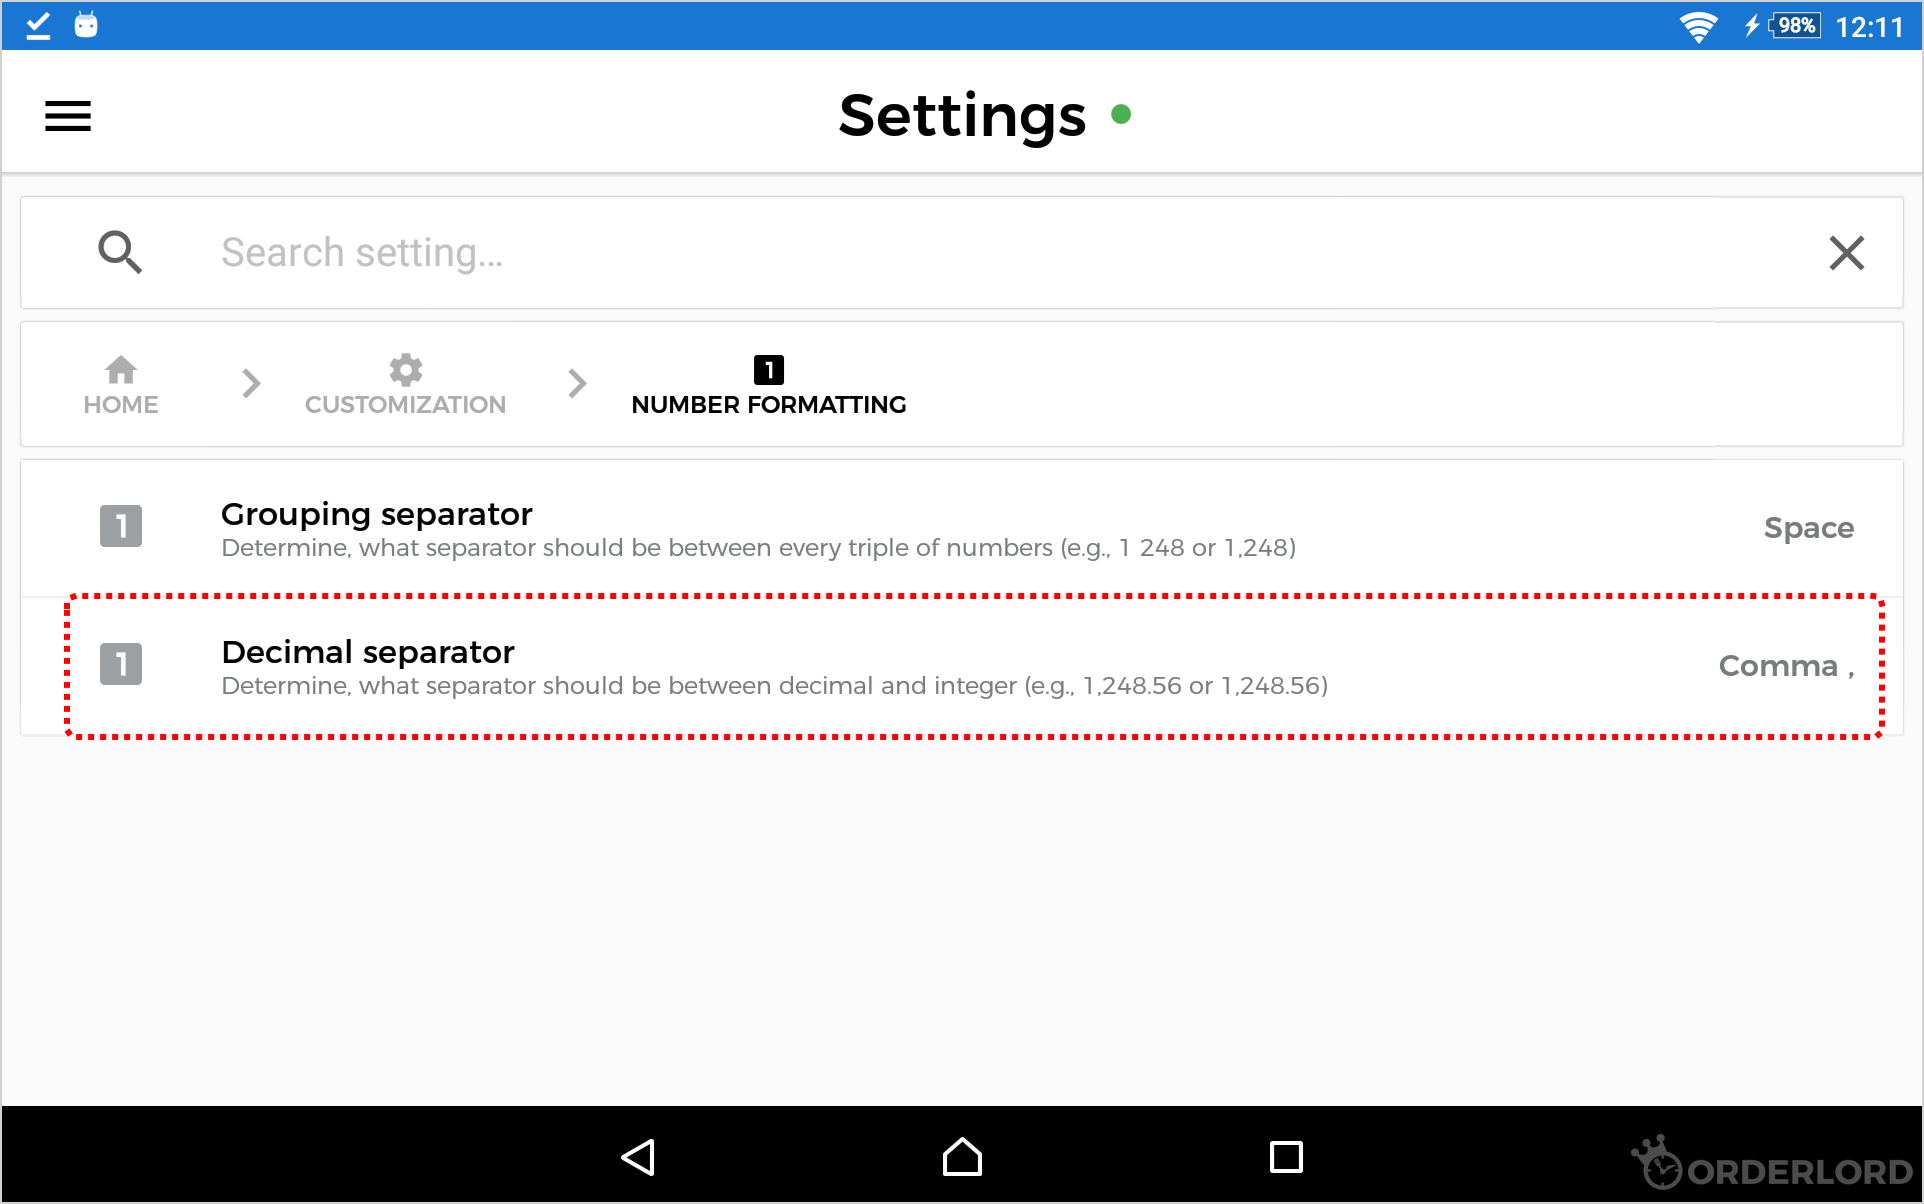 98% 12:11
Settings
Search setting...
HOME CUSTOMIZATION 1 NUMBER FORMATTING
1 Grouping separator Space
Determine, what separator should be between every triple of numbers (e.g., 1 248 or 1,248)
1 Decimal separator Comma ,
Determine, what separator should be between decimal and integer (e.g., 1,248.56 or 1,248.56)
ORDERLORD